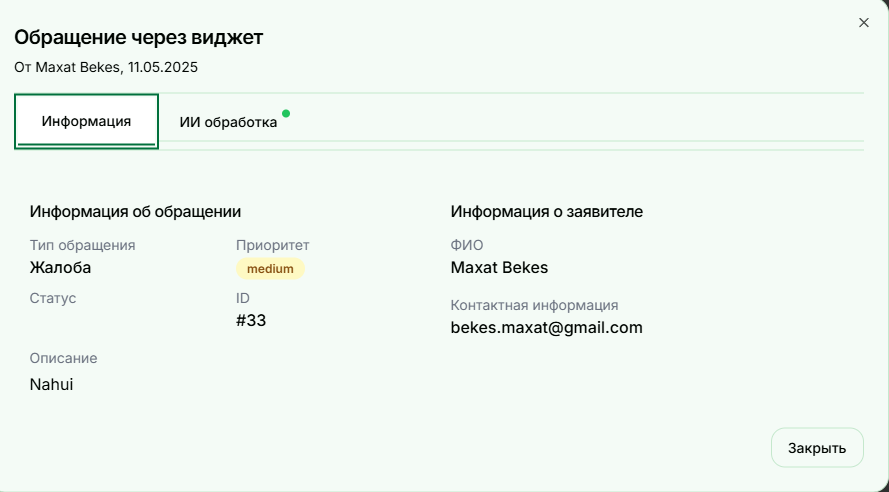 Обращение через виджет
От Maxat Bekes, 11.05.2025
Информация ИИ обработка
Информация об обращении
Тип обращения Приоритет
Жалоба medium
Статус ID
#33
Описание
Nahui
Информация о заявителе
ФИО
Maxat Bekes
Контактная информация
bekes.maxat@gmail.com
Закрыть